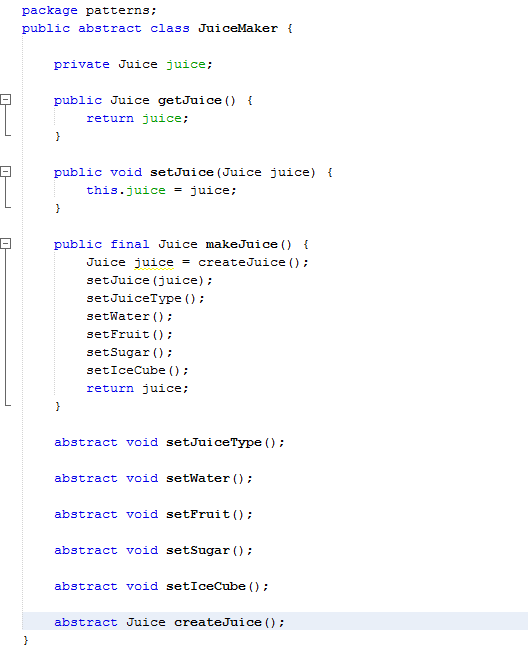 package patterns;
public abstract class JuiceMaker {
private Juice juice;
public Juice getJuice() {
return juice;
}
public void setJuice(Juice juice) {
this.juice = juice;
}
public final Juice makeJuice() {
Juice juice = createJuice();
setJuice(juice);
setJuiceType();
setWater();
setFruit();
setSugar();
setIceCube();
return juice;
}
abstract void setJuiceType();
abstract void setWater();
abstract void setFruit();
abstract void setSugar();
abstract void setIceCube();
abstract Juice createJuice();
}